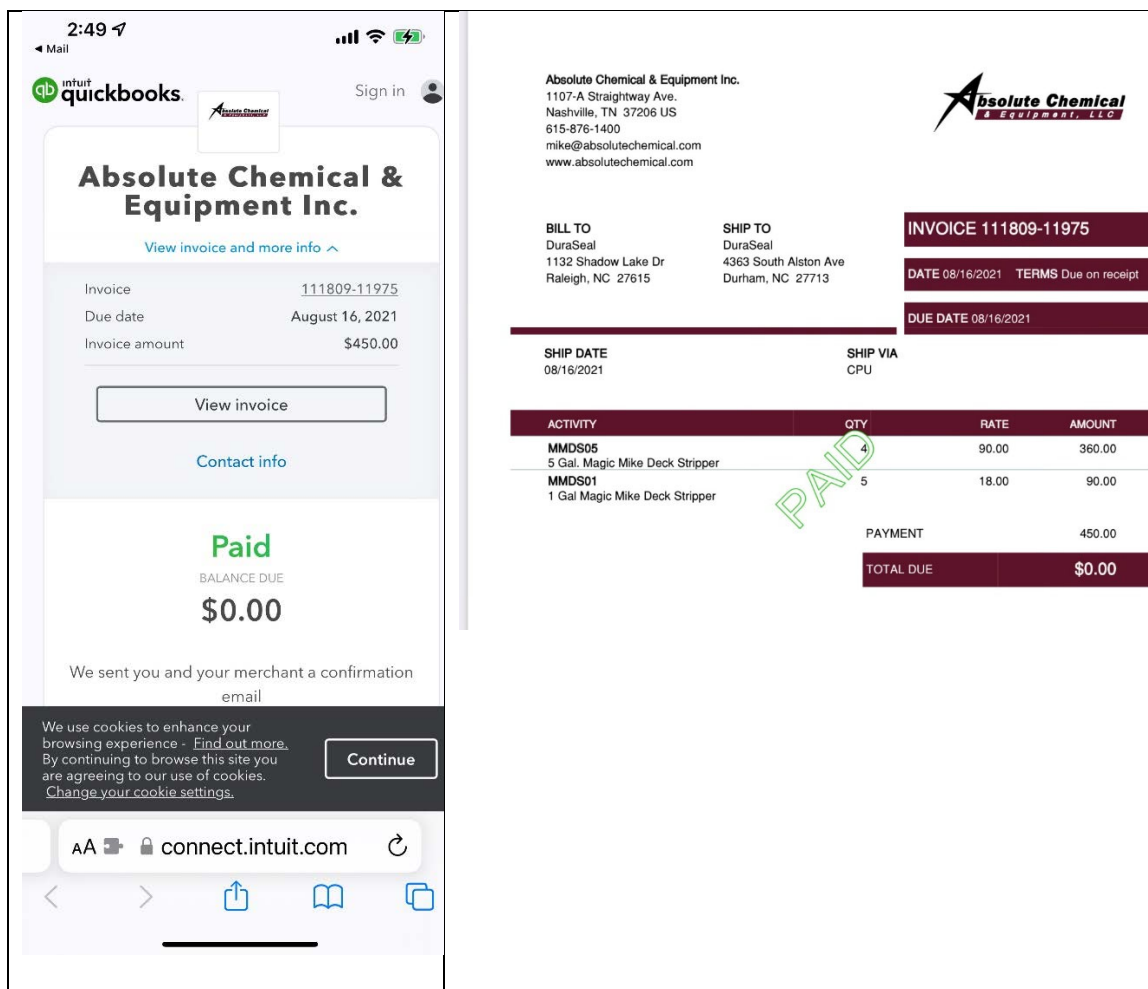 2:49
Mail
intuit
quickbooks.
Sign in
Absolute Chemical
& Equipment, LLC
Absolute Chemical &
Equipment Inc.
View invoice and more info
Invoice 111809-11975
Due date August 16, 2021
Invoice amount $450.00
View invoice
Contact info
Paid
BALANCE DUE
$0.00
We sent you and your merchant a confirmation
email
We use cookies to enhance your
browsing experience - Find out more.
By continuing to browse this site you
are agreeing to our use of cookies.
Change your cookie settings.
Continue
AA connect.intuit.com
Absolute Chemical & Equipment Inc.
1107-A Straightway Ave.
Nashville, TN 37206 US
615-876-1400
mike@absolutechemical.com
www.absolutechemical.com
Absolute Chemical
& Equipment, LLC
BILL TO
DuraSeal
1132 Shadow Lake Dr
Raleigh, NC 27615
SHIP TO
DuraSeal
4363 South Alston Ave
Durham, NC 27713
INVOICE 111809-11975
DATE 08/16/2021 TERMS Due on receipt
DUE DATE 08/16/2021
SHIP DATE
08/16/2021
SHIP VIA
CPU
ACTIVITY QTY RATE AMOUNT
MMDS05 4 90.00 360.00
5 Gal. Magic Mike Deck Stripper
MMDS01 5 18.00 90.00
1 Gal Magic Mike Deck Stripper
PAID
PAYMENT 450.00
TOTAL DUE $0.00